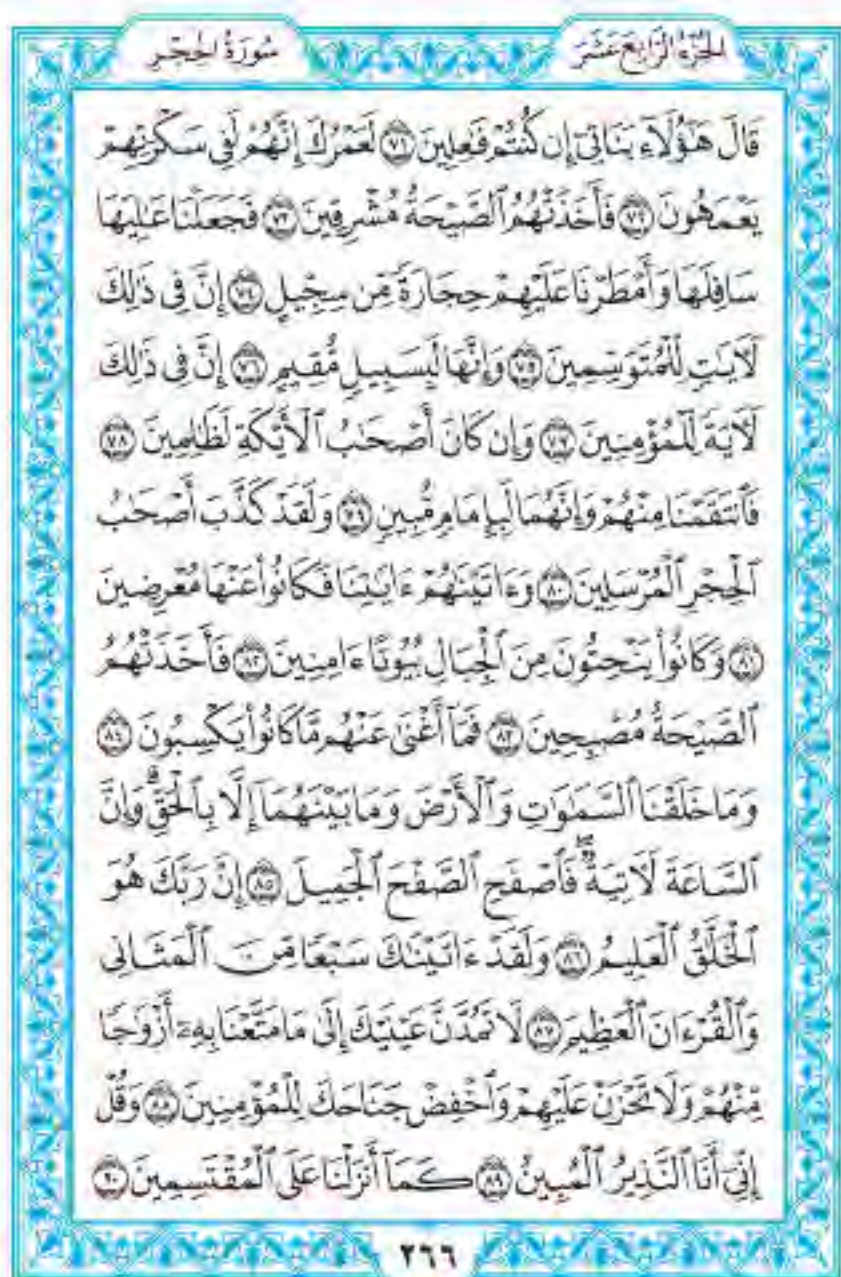 الجُزْءُ الرَّابِعَ عَشَرَ
سُورَةُ الحِجْرِ
قَالَ هَٰٓؤُلَآءِ بَنَاتِىٓ إِن كُنتُمْ فَٰعِلِينَ ٧١ لَعَمْرُكَ إِنَّهُمْ لَفِى سَكْرَتِهِمْ
يَعْمَهُونَ ٧٢ فَأَخَذَتْهُمُ ٱلصَّيْحَةُ مُشْرِقِينَ ٧٣ فَجَعَلْنَا عَٰلِيَهَا
سَافِلَهَا وَأَمْطَرْنَا عَلَيْهِمْ حِجَارَةً مِّن سِجِّيلٍ ٧٤ إِنَّ فِى ذَٰلِكَ
لَءَايَٰتٍ لِّلْمُتَوَسِّمِينَ ٧٥ وَإِنَّهَا لَبِسَبِيلٍ مُّقِيمٍ ٧٦ إِنَّ فِى ذَٰلِكَ
لَءَايَةً لِّلْمُؤْمِنِينَ ٧٧ وَإِن كَانَ أَصْحَٰبُ ٱلْأَيْكَةِ لَظَٰلِمِينَ ٧٨
فَٱنتَقَمْنَا مِنْهُمْ وَإِنَّهُمَا لَبِإِمَامٍ مُّبِينٍ ٧٩ وَلَقَدْ كَذَّبَ أَصْحَٰبُ
ٱلْحِجْرِ ٱلْمُرْسَلِينَ ٨٠ وَءَاتَيْنَٰهُمْ ءَايَٰتِنَا فَكَانُوا۟ عَنْهَا مُعْرِضِينَ
٨١ وَكَانُوا۟ يَنْحِتُونَ مِنَ ٱلْجِبَالِ بُيُوتًا ءَامِنِينَ ٨٢ فَأَخَذَتْهُمُ
ٱلصَّيْحَةُ مُصْبِحِينَ ٨٣ فَمَآ أَغْنَىٰ عَنْهُم مَّا كَانُوا۟ يَكْسِبُونَ ٨٤
وَمَا خَلَقْنَا ٱلسَّمَٰوَٰتِ وَٱلْأَرْضَ وَمَا بَيْنَهُمَآ إِلَّا بِٱلْحَقِّ ۗ وَإِنَّ
ٱلسَّاعَةَ لَءَاتِيَةٌ ۖ فَٱصْفَحِ ٱلصَّفْحَ ٱلْجَمِيلَ ٨٥ إِنَّ رَبَّكَ هُوَ
ٱلْخَلَّٰقُ ٱلْعَلِيمُ ٨٦ وَلَقَدْ ءَاتَيْنَٰكَ سَبْعًا مِّنَ ٱلْمَثَانِى
وَٱلْقُرْءَانَ ٱلْعَظِيمَ ٨٧ لَا تَمُدَّنَّ عَيْنَيْكَ إِلَىٰ مَا مَتَّعْنَا بِهِۦٓ أَزْوَٰجًا
مِّنْهُمْ وَلَا تَحْزَنْ عَلَيْهِمْ وَٱخْفِضْ جَنَاحَكَ لِلْمُؤْمِنِينَ ٨٨ وَقُلْ
إِنِّىٓ أَنَا ٱلنَّذِيرُ ٱلْمُبِينُ ٨٩ كَمَآ أَنزَلْنَا عَلَى ٱلْمُقْتَسِمِينَ ٩٠
٢٦٦